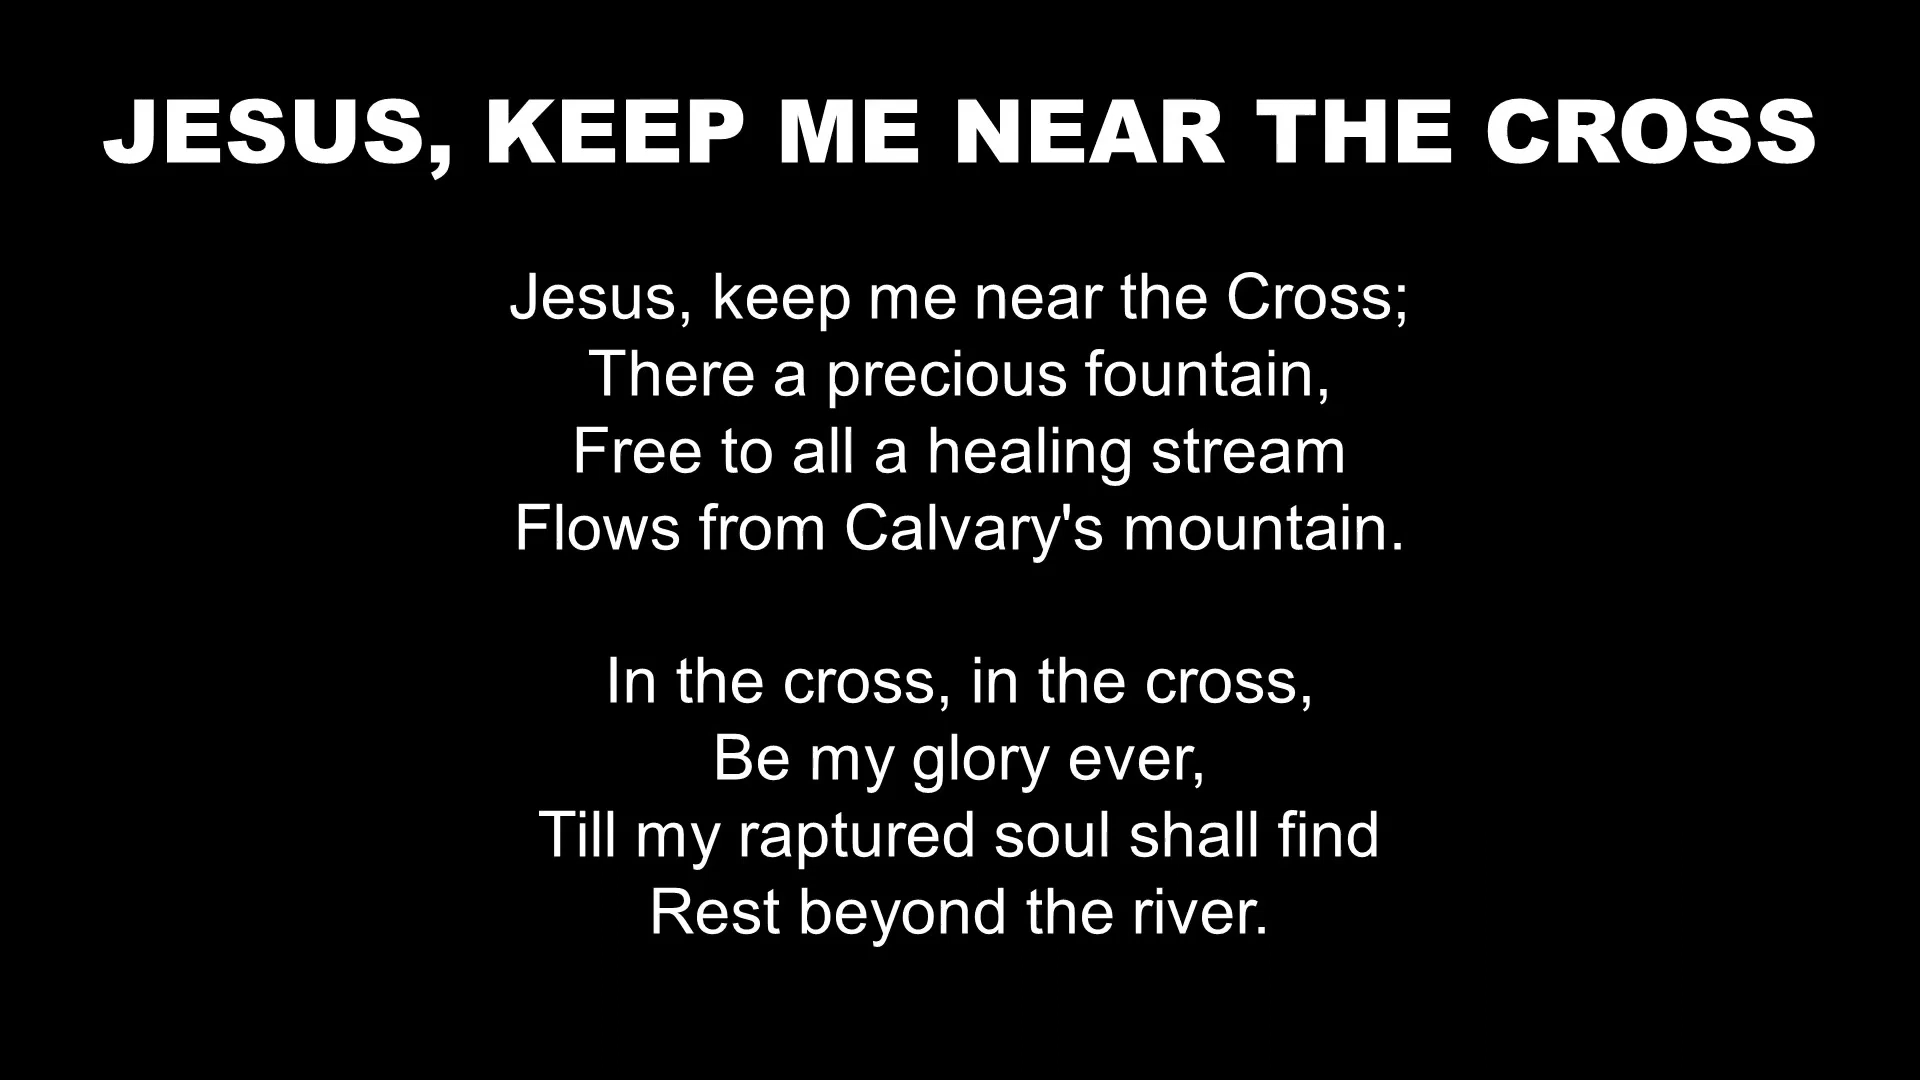 JESUS, KEEP ME NEAR THE CROSS
Jesus, keep me near the Cross;
There a precious fountain,
Free to all a healing stream
Flows from Calvary's mountain.
In the cross, in the cross,
Be my glory ever,
Till my raptured soul shall find
Rest beyond the river.